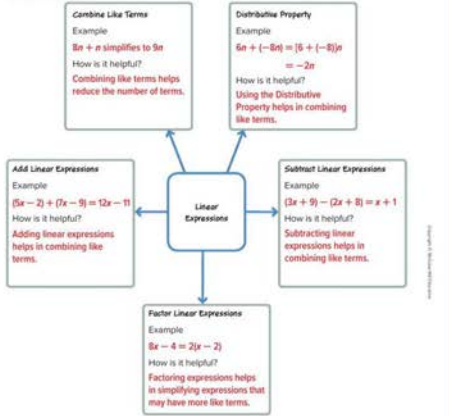 Combine Like Terms
Example
8n + n simplifies to 9n
How is it helpful?
Combining like terms helps
reduce the number of terms.
Distributive Property
Example
6n + (−8n) = [6 + (−8)]n
= −2n
How is it helpful?
Using the Distributive
Property helps in combining
like terms.
Add Linear Expressions
Example
(5x − 2) + (7x − 9) = 12x − 11
How is it helpful?
Adding linear expressions
helps in combining like
terms.
Linear
Expressions
Subtract Linear Expressions
Example
(3x + 9) − (2x + 8) = x + 1
How is it helpful?
Subtracting linear
expressions helps in
combining like terms.
Factor Linear Expressions
Example
8x − 4 = 2(x − 2)
How is it helpful?
Factoring expressions helps
in simplifying expressions that
may have more like terms.